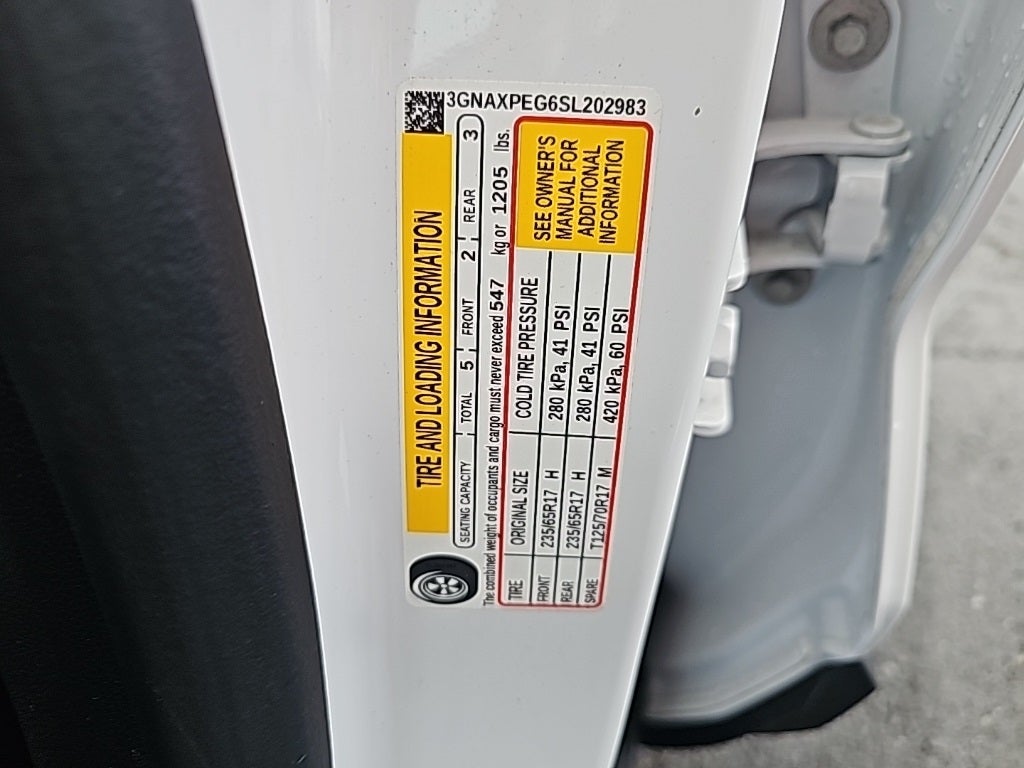 3GNAXPEG6SL202983
TIRE AND LOADING INFORMATION
SEATING CAPACITY TOTAL 5 FRONT 2 REAR 3
The combined weight of occupants and cargo must never exceed 547 kg or 1205 lbs.
TIRE ORIGINAL SIZE COLD TIRE PRESSURE
FRONT 235/65R17 H 280 kPa, 41 PSI
REAR 235/65R17 H 280 kPa, 41 PSI
SPARE T125/70R17 M 420 kPa, 60 PSI
SEE OWNER'S
MANUAL FOR
ADDITIONAL
INFORMATION